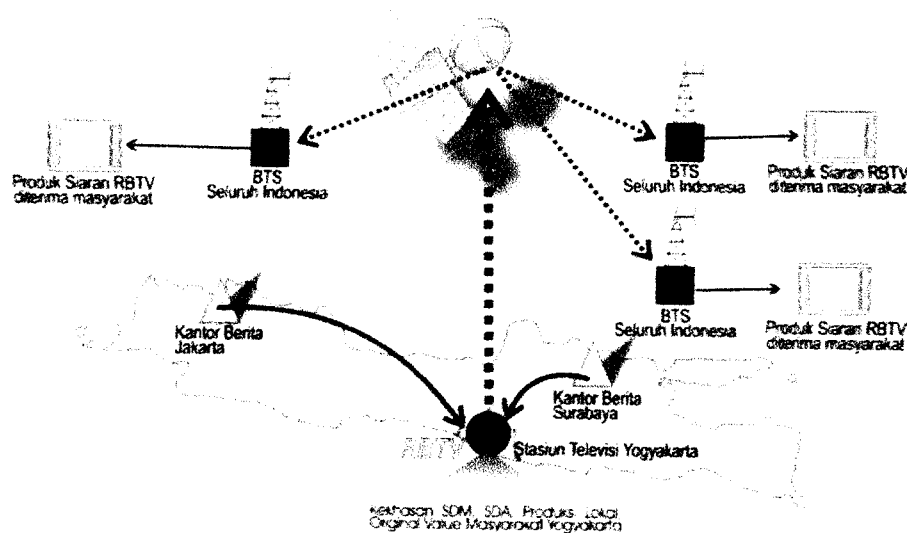 BTS
Seluruh Indonesia
Produk Siaran RBTV
diterima masyarakat
BTS
Seluruh Indonesia
Produk Siaran RBTV
diterima masyarakat
BTS
Seluruh Indonesia
Produk Siaran RBTV
diterima masyarakat
Kantor Berita
Jakarta
Kantor Berita
Surabaya
RBTV
Stasiun Televisi Yogyakarta
Kekhasan SDM, SDA, Produks Lokal
Original Value Masyarakat Yogyakarta